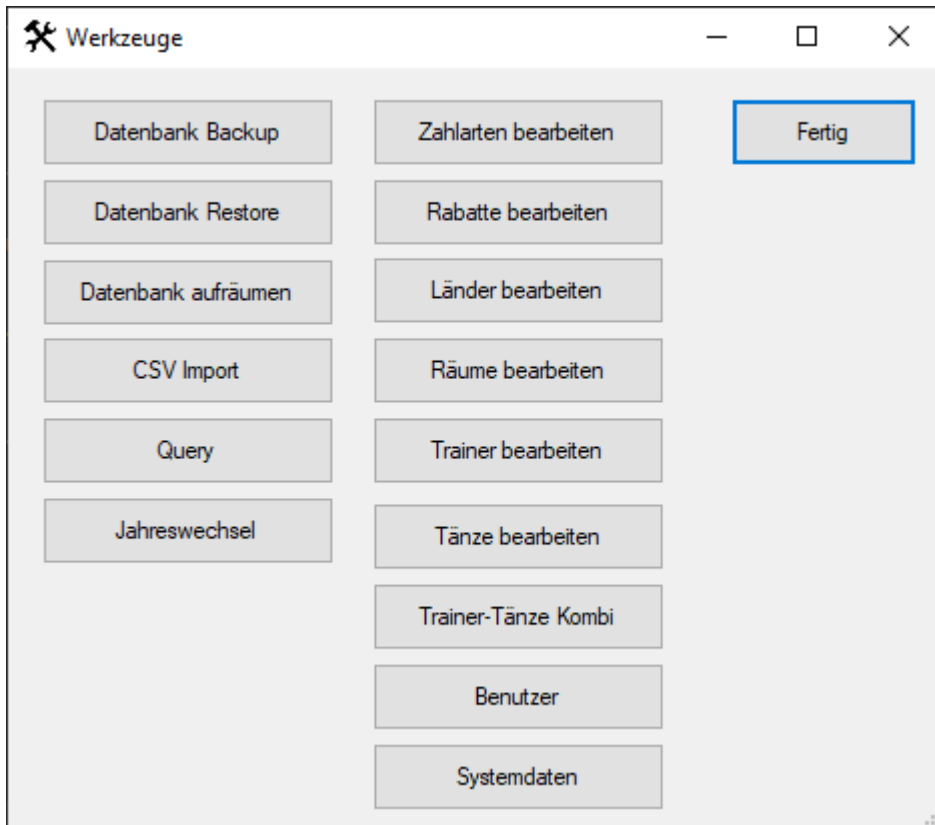 Werkzeuge
Datenbank Backup
Datenbank Restore
Datenbank aufräumen
CSV Import
Query
Jahreswechsel
Zahlarten bearbeiten
Rabatte bearbeiten
Länder bearbeiten
Räume bearbeiten
Trainer bearbeiten
Tänze bearbeiten
Trainer-Tänze Kombi
Benutzer
Systemdaten
Fertig